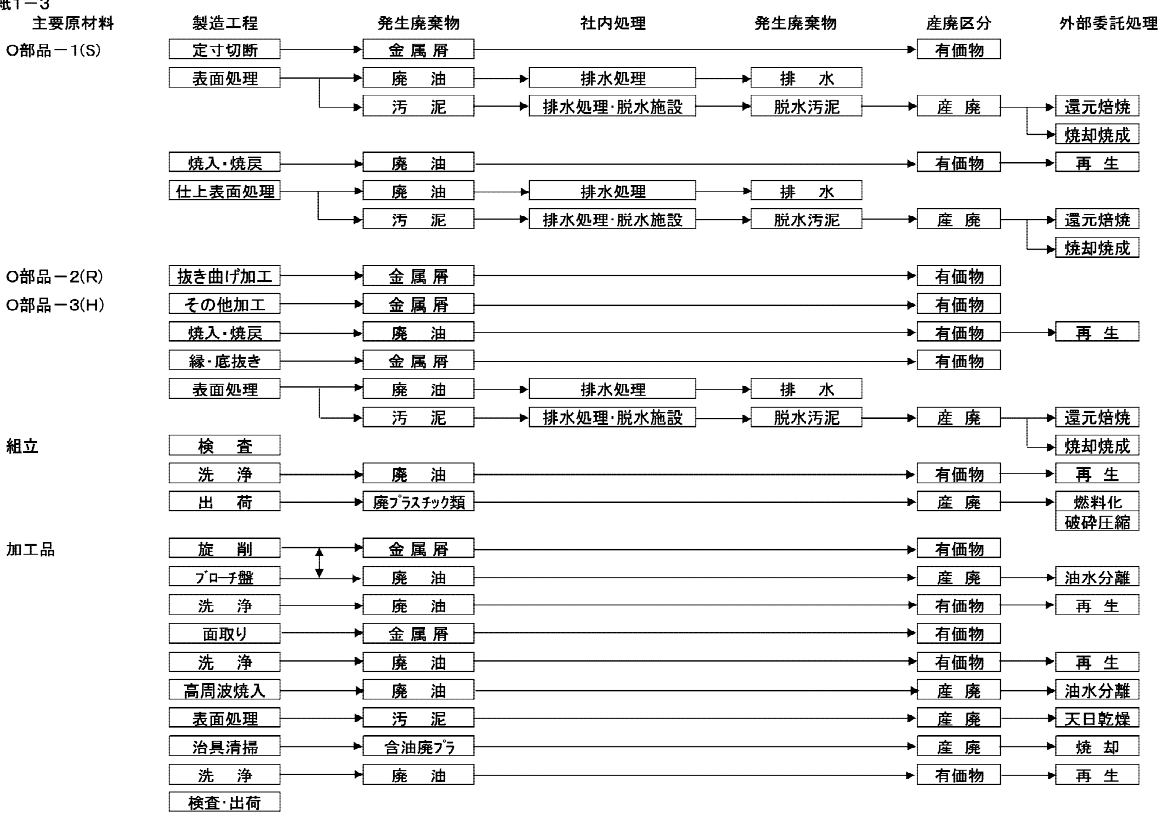 紙1－3
主要原材料 製造工程 発生廃棄物 社内処理 発生廃棄物 産廃区分 外部委託処理
O部品－1(S) 定寸切断 金属屑 有価物
表面処理 廃油 排水処理 排水
汚泥 排水処理・脱水施設 脱水汚泥 産廃 還元焙焼
焼却焼成
焼入・焼戻 廃油 有価物 再生
仕上表面処理 廃油 排水処理 排水
汚泥 排水処理・脱水施設 脱水汚泥 産廃 還元焙焼
焼却焼成
O部品－2(R) 抜き曲げ加工 金属屑 有価物
O部品－3(H) その他加工 金属屑 有価物
焼入・焼戻 廃油 有価物 再生
縁・底抜き 金属屑 有価物
表面処理 廃油 排水処理 排水
汚泥 排水処理・脱水施設 脱水汚泥 産廃 還元焙焼
組立 検査 焼却焼成
洗浄 廃油 有価物 再生
出荷 廃プラスチック類 産廃 燃料化
破砕圧縮
加工品 旋削 金属屑 有価物
ブローチ盤 廃油 産廃 油水分離
洗浄 廃油 有価物 再生
面取り 金属屑 有価物
洗浄 廃油 有価物 再生
高周波焼入 廃油 産廃 油水分離
表面処理 汚泥 産廃 天日乾燥
治具清掃 含油廃プラ 産廃 焼却
洗浄 廃油 有価物 再生
検査・出荷